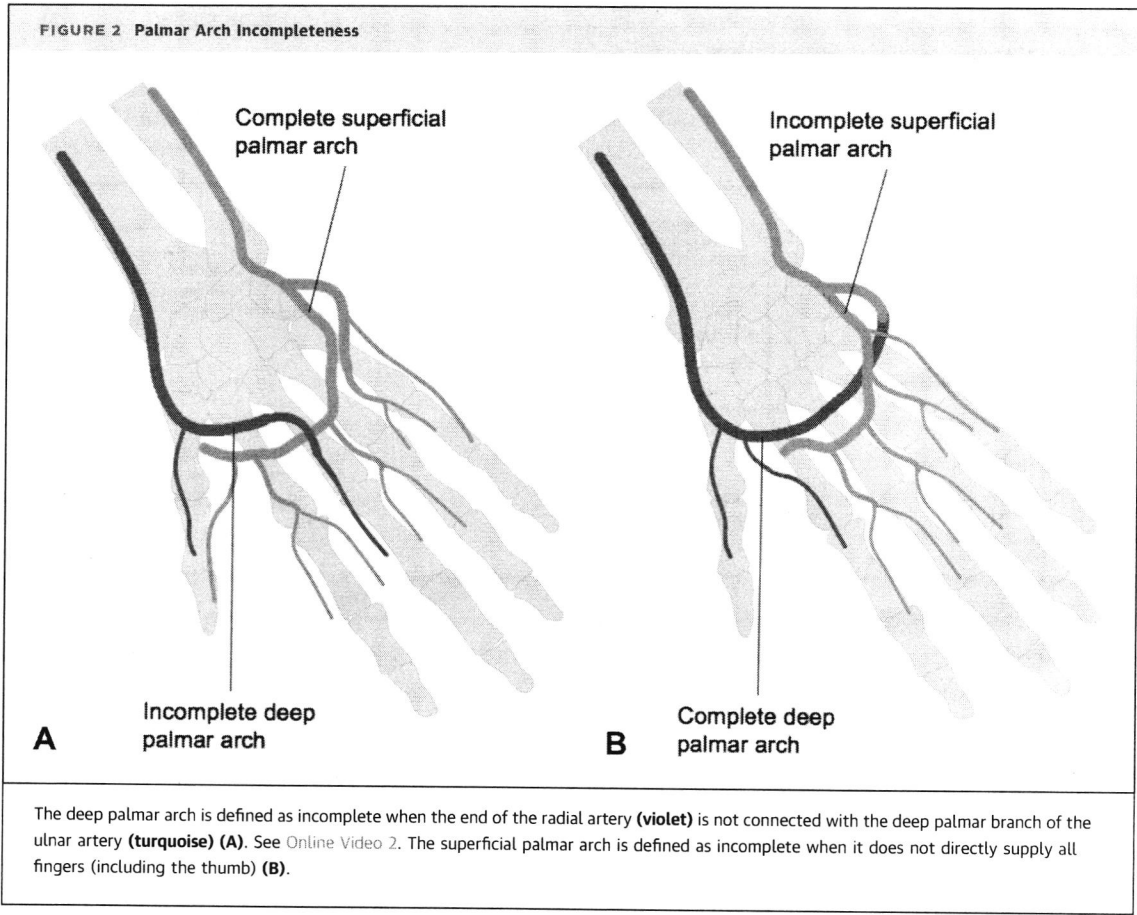 FIGURE 2 Palmar Arch Incompleteness
Complete superficial
palmar arch
Incomplete superficial
palmar arch
Incomplete deep
palmar arch
A
Complete deep
palmar arch
B
The deep palmar arch is defined as incomplete when the end of the radial artery (violet) is not connected with the deep palmar branch of the
ulnar artery (turquoise) (A). See Online Video 2. The superficial palmar arch is defined as incomplete when it does not directly supply all
fingers (including the thumb) (B).